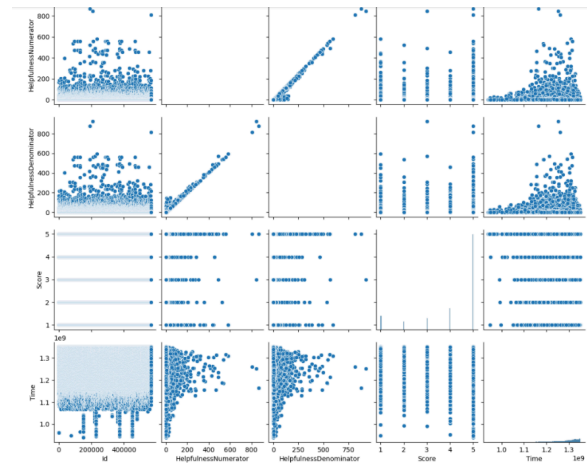 800
600
400
200
0
HelpfulnessNumerator
800
600
400
200
0
HelpfulnessDenominator
5
4
3
2
1
Score
1e9
1.3
1.2
1.1
1.0
Time
0 200000 400000
Id
0 200 400 600 800
HelpfulnessNumerator
0 250 500 750
HelpfulnessDenominator
1 2 3 4 5
Score
1.0 1.1 1.2 1.3
1e9
Time